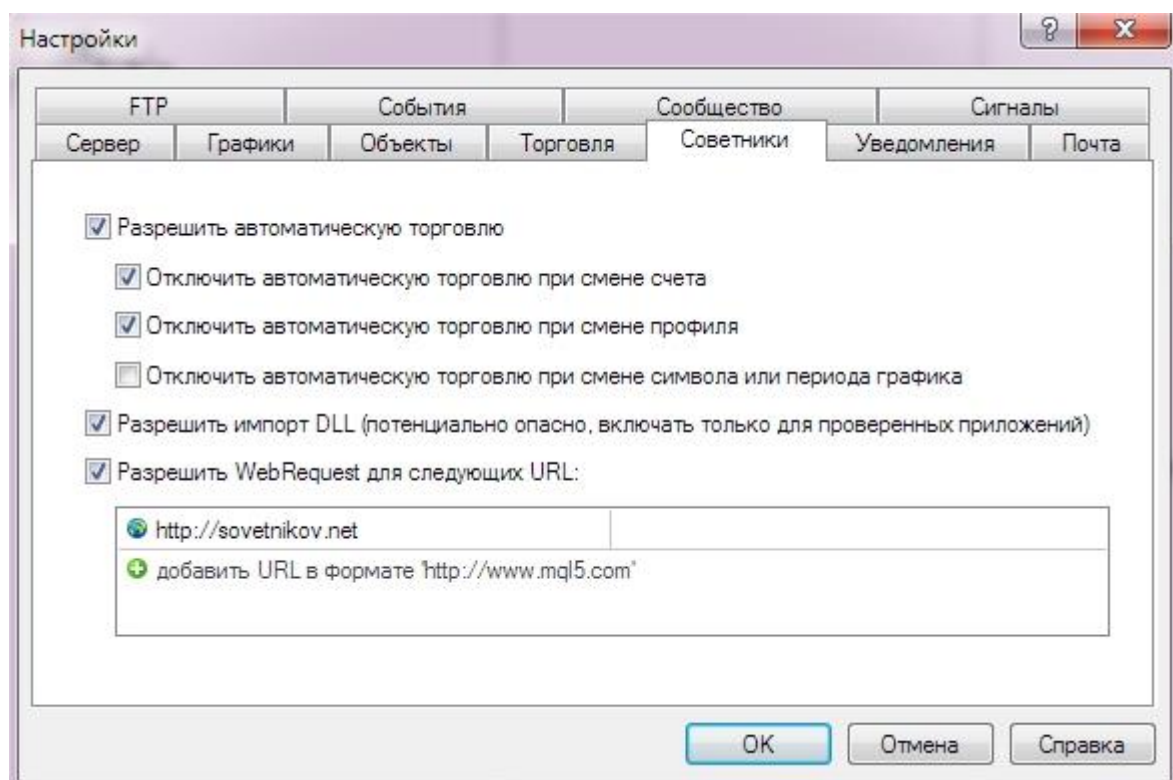 Настройки
FTP
События
Сообщество
Сигналы
Сервер
Графики
Объекты
Торговля
Советники
Уведомления
Почта
Разрешить автоматическую торговлю
Отключить автоматическую торговлю при смене счета
Отключить автоматическую торговлю при смене профиля
Отключить автоматическую торговлю при смене символа или периода графика
Разрешить импорт DLL (потенциально опасно, включать только для проверенных приложений)
Разрешить WebRequest для следующих URL:
http://sovetnikov.net
добавить URL в формате 'http://www.mql5.com'
OK
Отмена
Справка